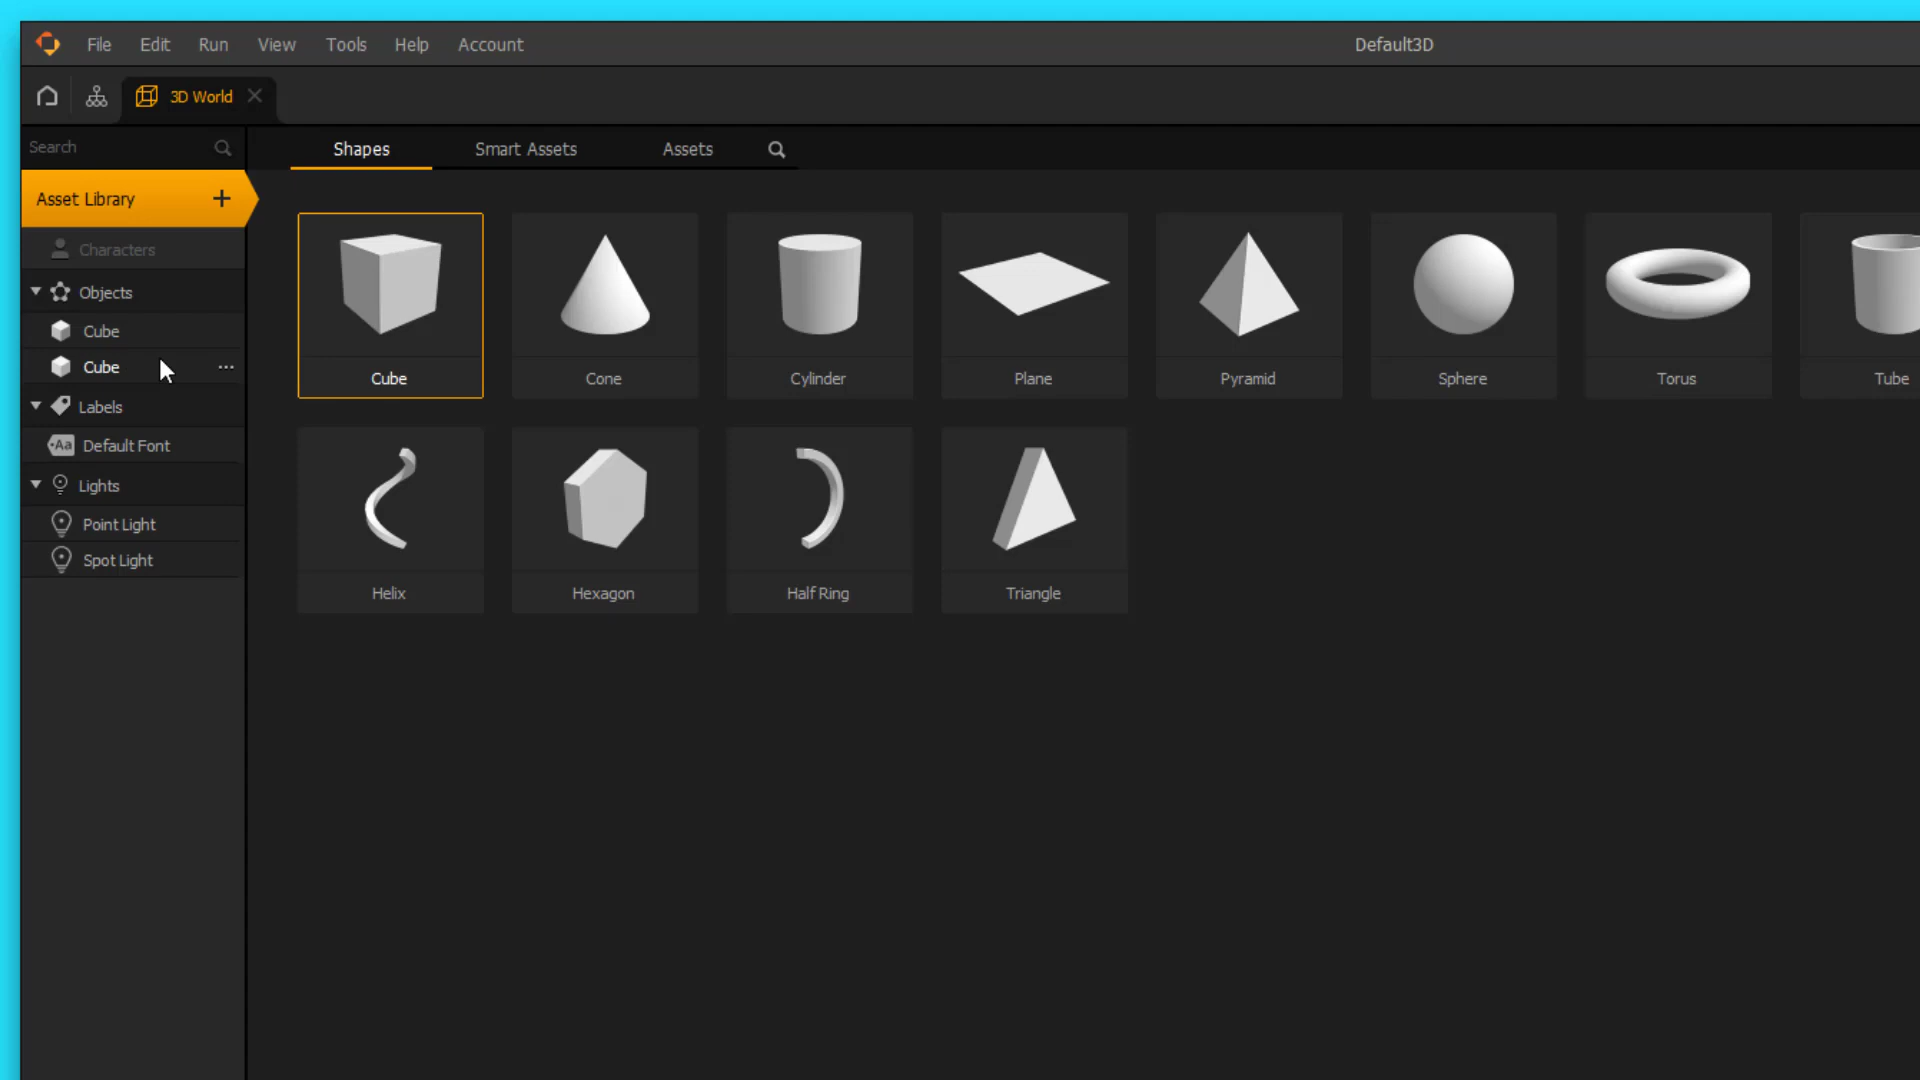 File Edit Run View Tools Help Account Default3D
3D World
Search
Shapes Smart Assets Assets
Asset Library
Characters
Objects
Cube
Cube
Labels
Aa Default Font
Lights
Point Light
Spot Light
Cube Cone Cylinder Plane Pyramid Sphere Torus Tube
Helix Hexagon Half Ring Triangle